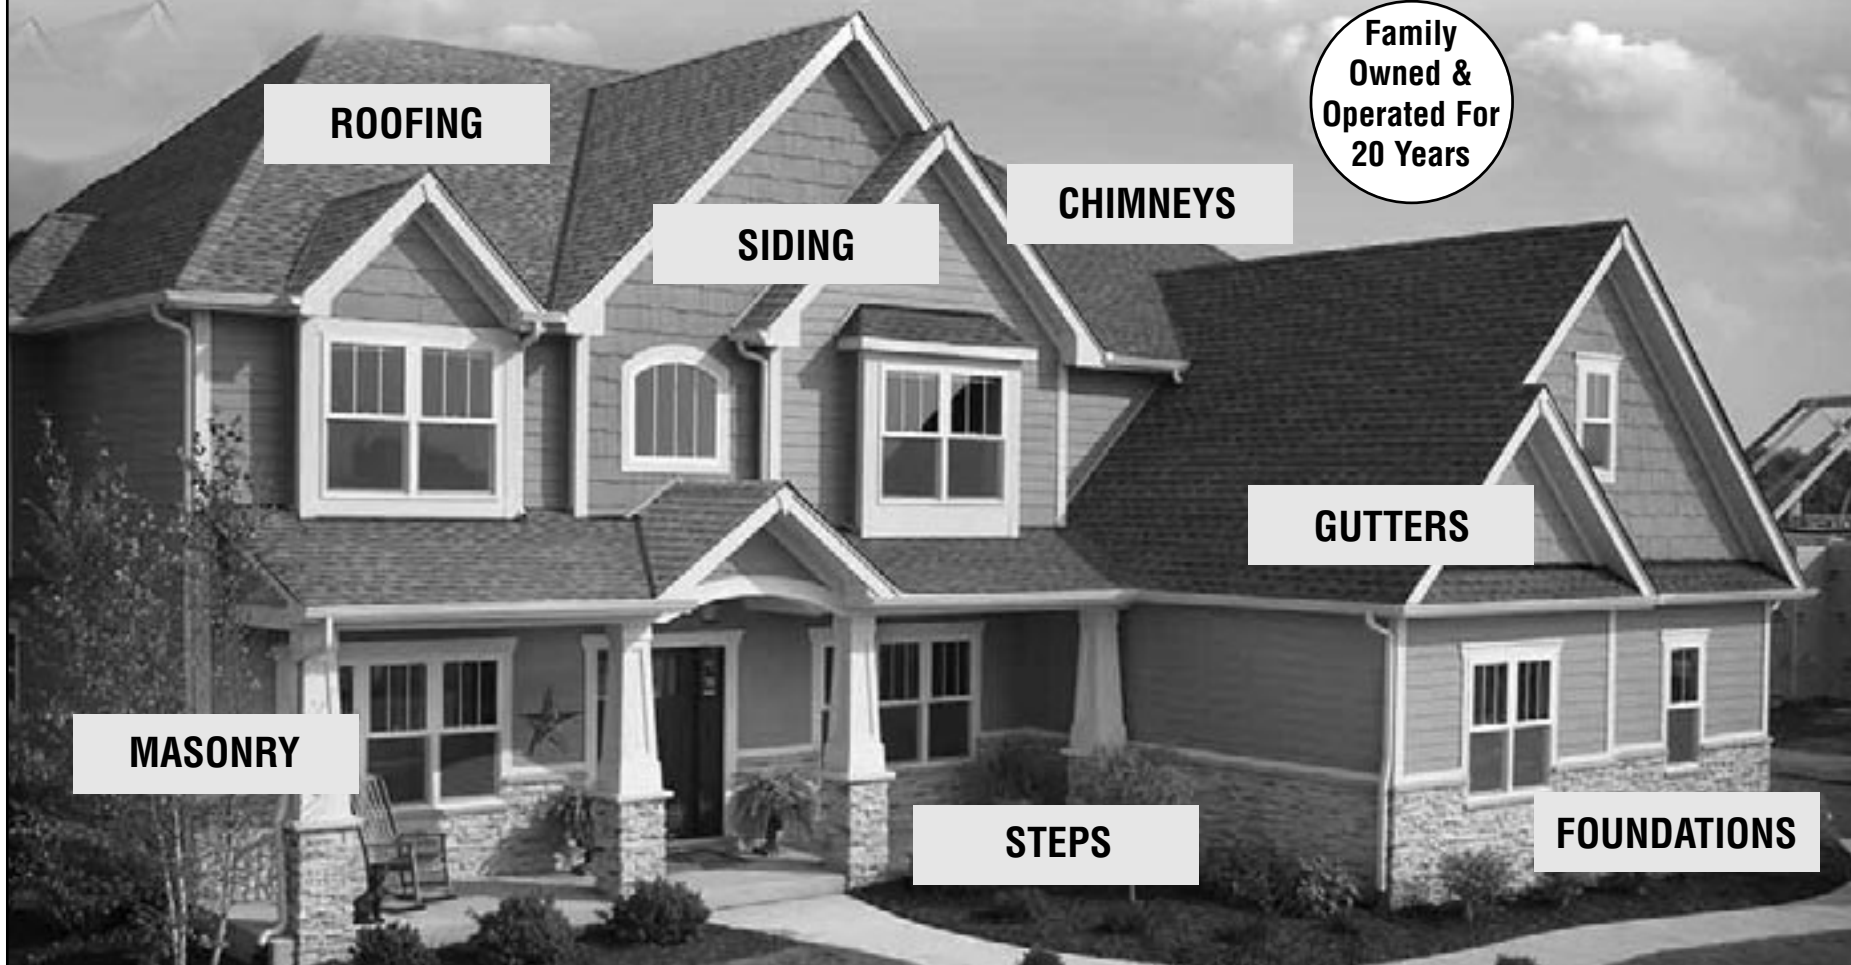 Family
Owned &
Operated For
20 Years
ROOFING
CHIMNEYS
SIDING
GUTTERS
MASONRY
STEPS
FOUNDATIONS